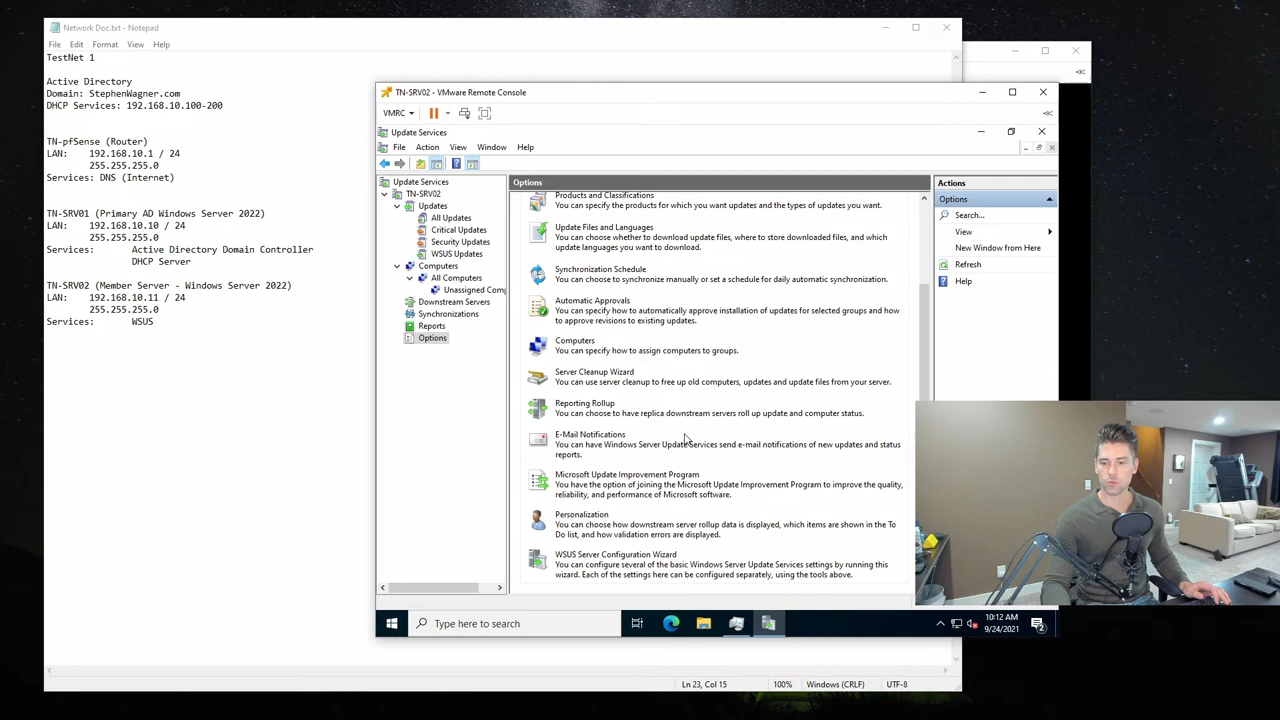 Network Doc.txt - Notepad
File Edit Format View Help
TestNet 1
Active Directory
Domain: StephenWagner.com
DHCP Services: 192.168.10.100-200
TN-pfSense (Router)
LAN: 192.168.10.1 / 24
255.255.255.0
Services: DNS (Internet)
TN-SRV01 (Primary AD Windows Server 2022)
LAN: 192.168.10.10 / 24
255.255.255.0
Services: Active Directory Domain Controller
DHCP Server
TN-SRV02 (Member Server - Windows Server 2022)
LAN: 192.168.10.11 / 24
255.255.255.0
Services: WSUS
Ln 23, Col 15 100% Windows (CRLF) UTF-8
TN-SRV02 - VMware Remote Console
VMRC
Update Services
File Action View Window Help
Update Services
TN-SRV02
Updates
All Updates
Critical Updates
Security Updates
WSUS Updates
Computers
All Computers
Unassigned Comp
Downstream Servers
Synchronizations
Reports
Options
Options
Products and Classifications
You can specify the products for which you want updates and the types of updates you want.
Update Files and Languages
You can choose whether to download update files, where to store downloaded files, and which
update languages you want to download.
Synchronization Schedule
You can choose to synchronize manually or set a schedule for daily automatic synchronization.
Automatic Approvals
You can specify how to automatically approve installation of updates for selected groups and how
to approve revisions to existing updates.
Computers
You can specify how to assign computers to groups.
Server Cleanup Wizard
You can use server cleanup to free up old computers, updates and update files from your server.
Reporting Rollup
You can choose to have replica downstream servers roll up update and computer status.
E-Mail Notifications
You can have Windows Server Update Services send e-mail notifications of new updates and status
reports.
Microsoft Update Improvement Program
You have the option of joining the Microsoft Update Improvement Program to improve the quality,
reliability, and performance of Microsoft software.
Personalization
You can choose how downstream server rollup data is displayed, which items are shown in the To
Do list, and how validation errors are displayed.
WSUS Server Configuration Wizard
You can configure several of the basic Windows Server Update Services settings by running this
wizard. Each of the settings here can be configured separately, using the tools above.
Actions
Options
Search...
View
New Window from Here
Refresh
Help
Type here to search
10:12 AM
9/24/2021
2